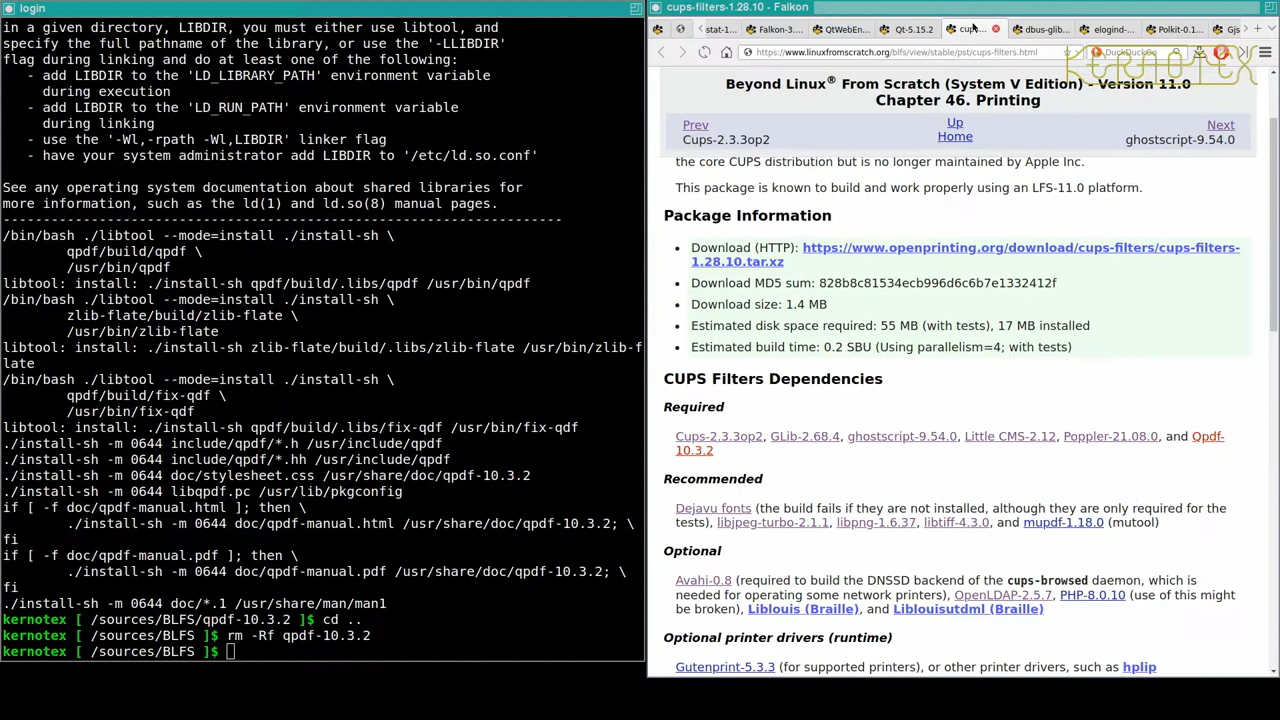 login
in a given directory, LIBDIR, you must either use libtool, and
specify the full pathname of the library, or use the '-LLIBDIR'
flag during linking and do at least one of the following:
- add LIBDIR to the 'LD_LIBRARY_PATH' environment variable
during execution
- add LIBDIR to the 'LD_RUN_PATH' environment variable
during linking
- use the '-Wl,-rpath -Wl,LIBDIR' linker flag
- have your system administrator add LIBDIR to '/etc/ld.so.conf'
See any operating system documentation about shared libraries for
more information, such as the ld(1) and ld.so(8) manual pages.
----------------------------------------------------------------------
/bin/bash ./libtool --mode=install ./install-sh \
qpdf/build/qpdf \
/usr/bin/qpdf
libtool: install: ./install-sh qpdf/build/.libs/qpdf /usr/bin/qpdf
/bin/bash ./libtool --mode=install ./install-sh \
zlib-flate/build/zlib-flate \
/usr/bin/zlib-flate
libtool: install: ./install-sh zlib-flate/build/.libs/zlib-flate /usr/bin/zlib-f
late
/bin/bash ./libtool --mode=install ./install-sh \
qpdf/build/fix-qdf \
/usr/bin/fix-qdf
libtool: install: ./install-sh qpdf/build/.libs/fix-qdf /usr/bin/fix-qdf
./install-sh -m 0644 include/qpdf/*.h /usr/include/qpdf
./install-sh -m 0644 include/qpdf/*.hh /usr/include/qpdf
./install-sh -m 0644 doc/stylesheet.css /usr/share/doc/qpdf-10.3.2
./install-sh -m 0644 libqpdf.pc /usr/lib/pkgconfig
if [ -f doc/qpdf-manual.html ]; then \
./install-sh -m 0644 doc/qpdf-manual.html /usr/share/doc/qpdf-10.3.2; \
fi
if [ -f doc/qpdf-manual.pdf ]; then \
./install-sh -m 0644 doc/qpdf-manual.pdf /usr/share/doc/qpdf-10.3.2; \
fi
./install-sh -m 0644 doc/*.1 /usr/share/man/man1
kernotex [ /sources/BLFS/qpdf-10.3.2 ]$ cd ..
kernotex [ /sources/BLFS ]$ rm -Rf qpdf-10.3.2
kernotex [ /sources/BLFS ]$
cups-filters-1.28.10 - Falkon
stat-1... Falkon-3... QtWebEn... Qt-5.15.2 cups... dbus-glib... elogind-... Polkit-0.1... Gjs
https://www.linuxfromscratch.org/blfs/view/stable/pst/cups-filters.html DuckDuckGo
KERNOTEX
Beyond Linux® From Scratch (System V Edition) - Version 11.0
Chapter 46. Printing
Prev Up Next
Cups-2.3.3op2 Home ghostscript-9.54.0
the core CUPS distribution but is no longer maintained by Apple Inc.
This package is known to build and work properly using an LFS-11.0 platform.
Package Information
• Download (HTTP): https://www.openprinting.org/download/cups-filters/cups-filters-
1.28.10.tar.xz
• Download MD5 sum: 828b8c81534ecb996d6c6b7e1332412f
• Download size: 1.4 MB
• Estimated disk space required: 55 MB (with tests), 17 MB installed
• Estimated build time: 0.2 SBU (Using parallelism=4; with tests)
CUPS Filters Dependencies
Required
Cups-2.3.3op2, GLib-2.68.4, ghostscript-9.54.0, Little CMS-2.12, Poppler-21.08.0, and Qpdf-
10.3.2
Recommended
Dejavu fonts (the build fails if they are not installed, although they are only required for the
tests), libjpeg-turbo-2.1.1, libpng-1.6.37, libtiff-4.3.0, and mupdf-1.18.0 (mutool)
Optional
Avahi-0.8 (required to build the DNSSD backend of the cups-browsed daemon, which is
needed for operating some network printers), OpenLDAP-2.5.7, PHP-8.0.10 (use of this might
be broken), Liblouis (Braille), and Liblouisutdml (Braille)
Optional printer drivers (runtime)
Gutenprint-5.3.3 (for supported printers), or other printer drivers, such as hplip